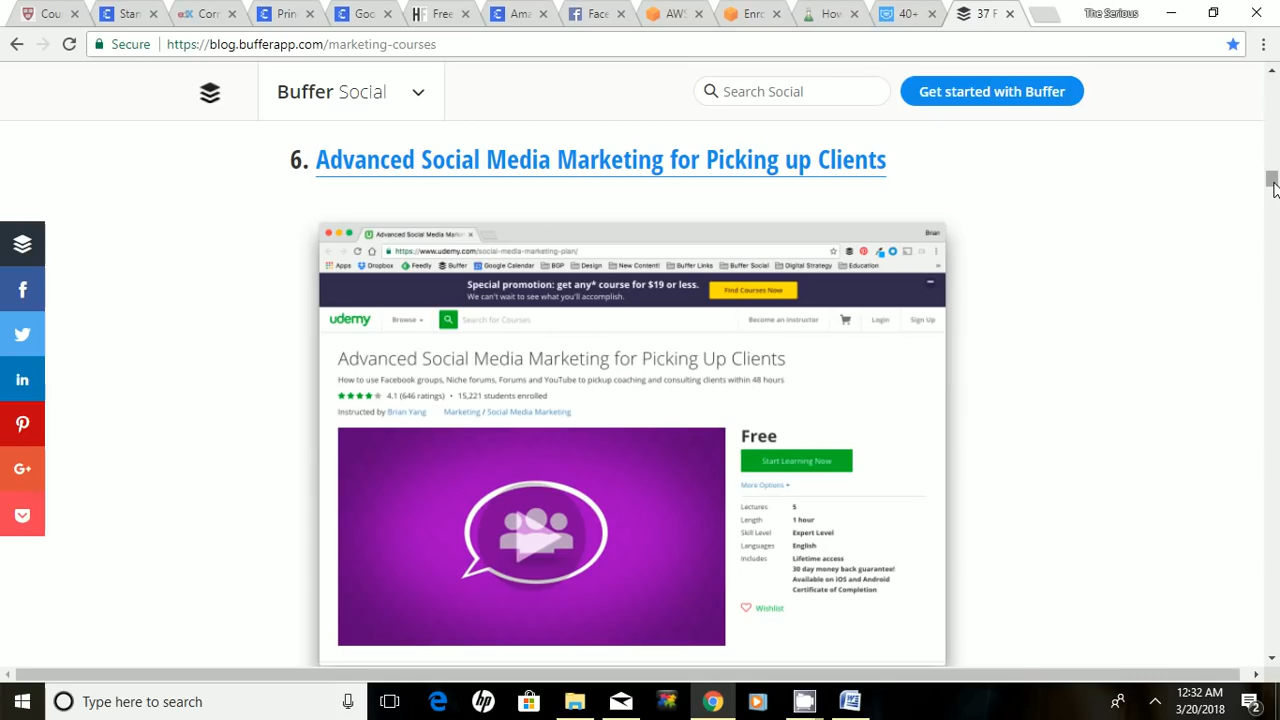 Cour
Stan
Corr
Prin
Goo
Free
Ama
Face
AWS
Enro
How
40+
37 F
The Serious
Secure
https://blog.bufferapp.com/marketing-courses
Buffer Social
Search Social
Get started with Buffer
6. Advanced Social Media Marketing for Picking up Clients
Advanced Social Media Mark
Brian
https://www.udemy.com/social-media-marketing-plan/
Apps Dropbox Feedly Buffer Google Calendar BGP Design New Content! Buffer Links Buffer Social Digital Strategy Education
Special promotion: get any* course for $19 or less.
We can't wait to see what you'll accomplish.
Find Courses Now
udemy Browse Search for Courses Become an Instructor Login Sign Up
Advanced Social Media Marketing for Picking Up Clients
How to use Facebook groups, Niche forums, Forums and YouTube to pickup coaching and consulting clients within 48 hours
4.1 (646 ratings) • 15,221 students enrolled
Instructed by Brian Yang Marketing / Social Media Marketing
Free
Start Learning Now
More Options
Lectures 5
Length 1 hour
Skill Level Expert Level
Languages English
Includes Lifetime access
30 day money back guarantee!
Available on iOS and Android
Certificate of Completion
Wishlist
Type here to search
12:32 AM
3/20/2018
2